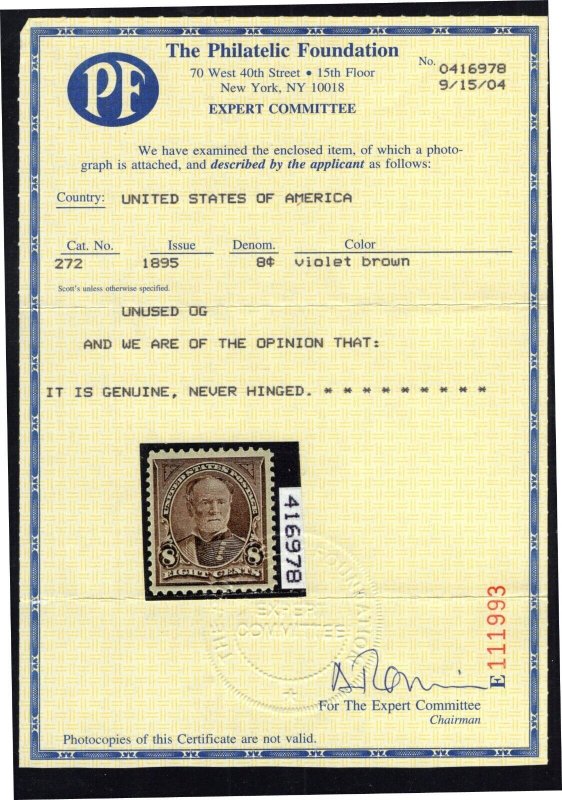 PF
The Philatelic Foundation
70 West 40th Street • 15th Floor
New York, NY 10018
EXPERT COMMITTEE
No. 0416978
9/15/04
We have examined the enclosed item, of which a photo-
graph is attached, and described by the applicant as follows:
Country: UNITED STATES OF AMERICA
Cat. No. Issue Denom. Color
272 1895 8¢ violet brown
Scott's unless otherwise specified.
UNUSED OG
AND WE ARE OF THE OPINION THAT:
IT IS GENUINE, NEVER HINGED. * * * * * * * * *
UNITED STATES POSTAGE
8 8
EIGHT CENTS
416978
EXPERT
COMMITTEE
E 111993
For The Expert Committee
Chairman
Photocopies of this Certificate are not valid.